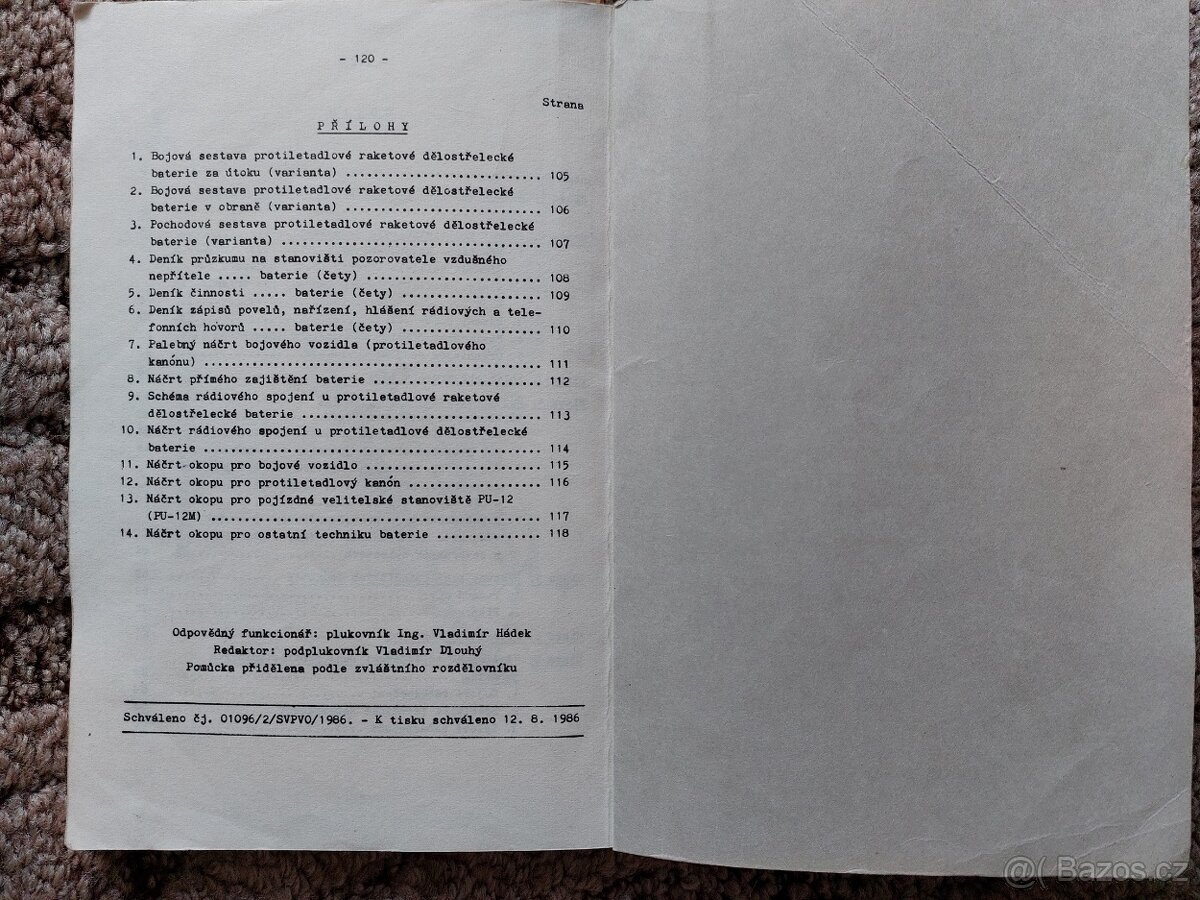 - 120 -
Strana
PŘÍLOHY
1. Bojová sestava protiletadlové raketové dělostřelecké
baterie za útoku (varianta) .............................. 105
2. Bojová sestava protiletadlové raketové dělostřelecké
baterie v obraně (varianta) .............................. 106
3. Pochodová sestava protiletadlové raketové dělostřelecké
baterie (varianta) ........................................ 107
4. Deník průzkumu na stanovišti pozorovatele vzdušného
nepřítele ..... baterie (čety) ........................... 108
5. Deník činnosti ..... baterie (čety) ..................... 109
6. Deník zápisů povelů, nařízení, hlášení rádiových a tele-
fonních hovorů ..... baterie (čety) ..................... 110
7. Palebný náčrt bojového vozidla (protiletadlového
kanónu) ................................................... 111
8. Náčrt přímého zajištění baterie ......................... 112
9. Schéma rádiového spojení u protiletadlové raketové
dělostřelecké baterie .................................... 113
10. Náčrt rádiového spojení u protiletadlové dělostřelecké
baterie ................................................... 114
11. Náčrt okopu pro bojové vozidlo .......................... 115
12. Náčrt okopu pro protiletadlový kanón .................... 116
13. Náčrt okopu pro pojízdné velitelské stanoviště PU-12
(PU-12M) .................................................. 117
14. Náčrt okopu pro ostatní techniku baterie ................ 118
Odpovědný funkcionář: plukovník Ing. Vladimír Hádek
Redaktor: podplukovník Vladimír Dlouhý
Pomůcka přidělena podle zvláštního rozdělovníku
Schváleno čj. 01096/2/SVPVO/1986. - K tisku schváleno 12. 8. 1986
@( Bazos.cz